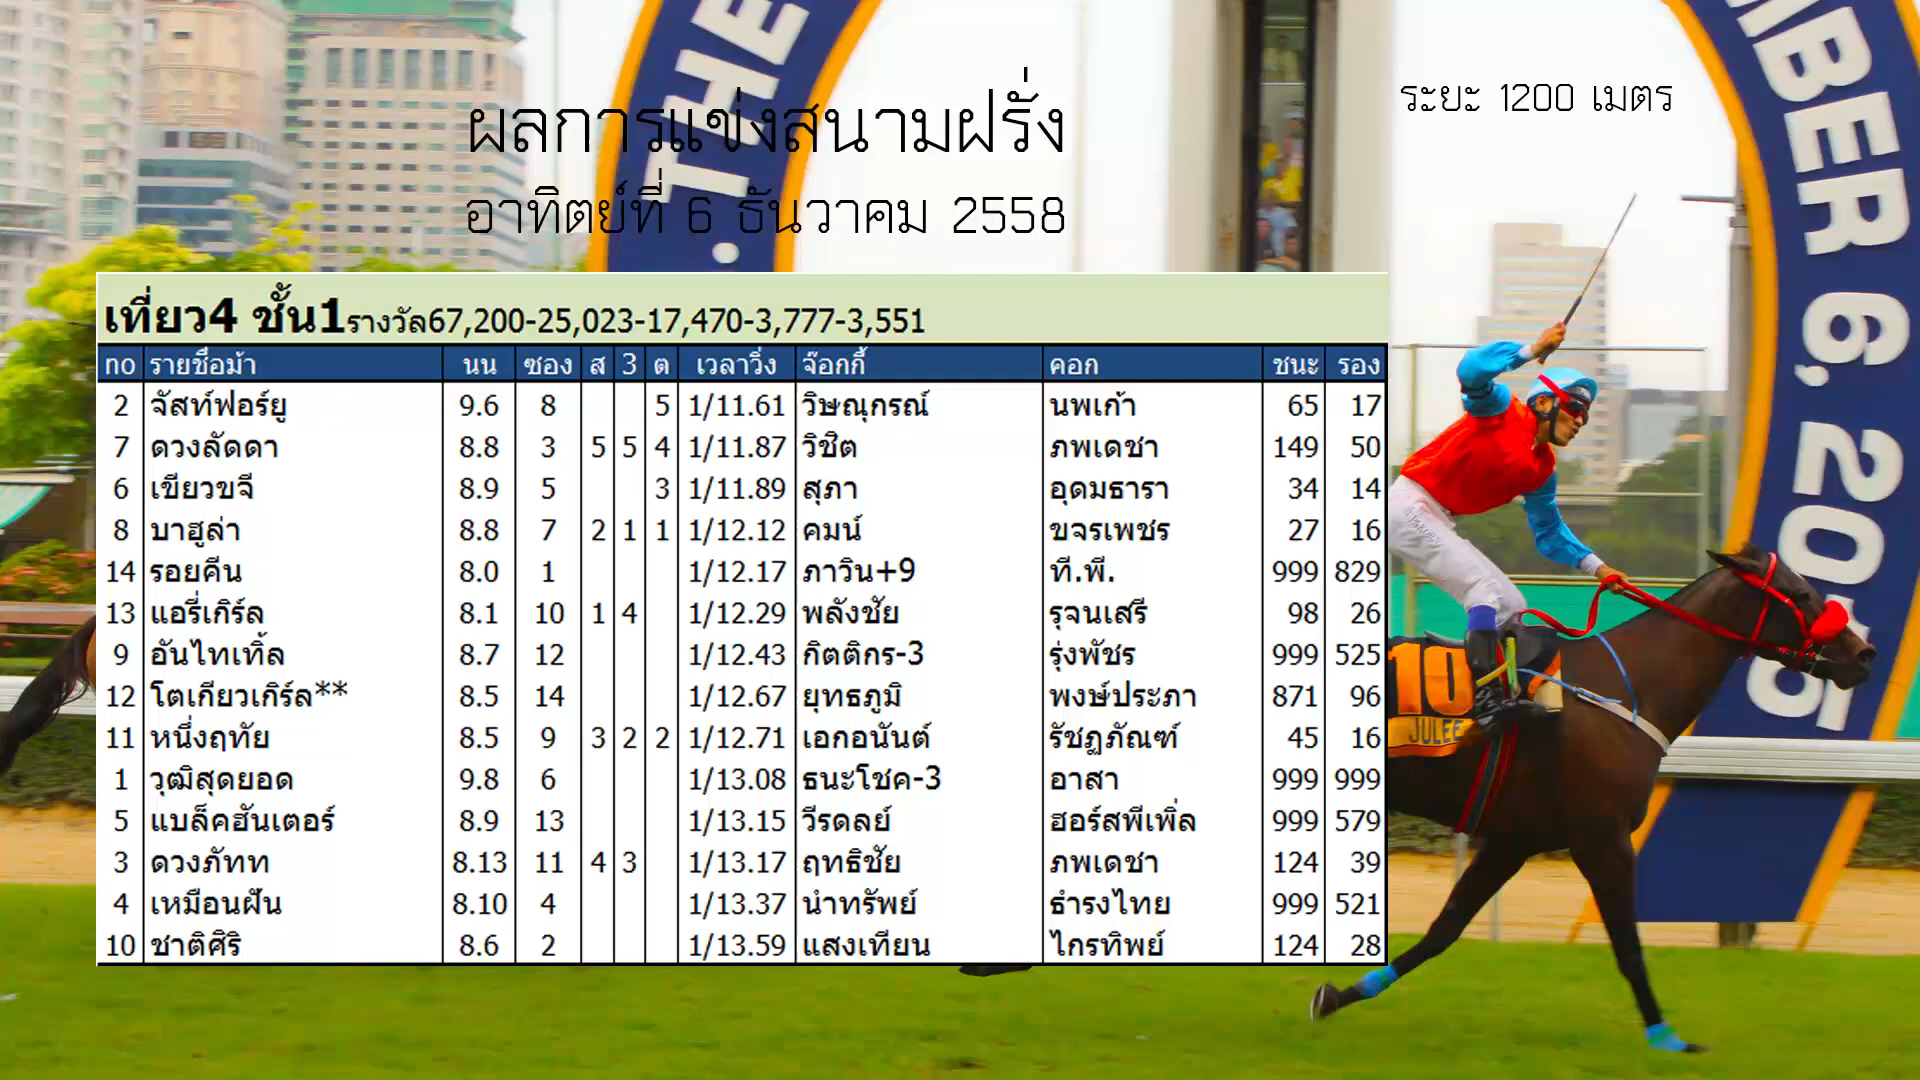 THE
MBER 6, 2015
ผลการแข่งสนามฝรั่ง
ระยะ 1200 เมตร
อาทิตย์ที่ 6 ธันวาคม 2558
เที่ยว4 ชั้น1รางวัล67,200-25,023-17,470-3,777-3,551
no รายชื่อม้า นน ซอง ส 3 ต เวลาวิ่ง จ๊อกกี้ คอก ชนะ รอง
2 จัสท์ฟอร์ยู 9.6 8 5 1/11.61 วิษณุกรณ์ นพเก้า 65 17
7 ดวงลัดดา 8.8 3 5 5 4 1/11.87 วิชิต ภพเดชา 149 50
6 เขียวขจี 8.9 5 3 1/11.89 สุภา อุดมธารา 34 14
8 บาฮูล่า 8.8 7 2 1 1 1/12.12 คมน์ ขจรเพชร 27 16
14 รอยคีน 8.0 1 1/12.17 ภาวิน+9 ที.พี. 999 829
13 แอรี่เกิร์ล 8.1 10 1 4 1/12.29 พลังชัย รุจนเสรี 98 26
9 อันไทเทิ้ล 8.7 12 1/12.43 กิตติกร-3 รุ่งพัชร 999 525
12 โตเกียวเกิร์ล** 8.5 14 1/12.67 ยุทธภูมิ พงษ์ประภา 871 96
11 หนึ่งฤทัย 8.5 9 3 2 2 1/12.71 เอกอนันต์ รัชฏภัณฑ์ 45 16
1 วุฒิสุดยอด 9.8 6 1/13.08 ธนะโชค-3 อาสา 999 999
5 แบล็คฮันเตอร์ 8.9 13 1/13.15 วีรดลย์ ฮอร์สพีเพิ่ล 999 579
3 ดวงภัทท 8.13 11 4 3 1/13.17 ฤทธิชัย ภพเดชา 124 39
4 เหมือนฝัน 8.10 4 1/13.37 นำทรัพย์ ธำรงไทย 999 521
10 ชาติศิริ 8.6 2 1/13.59 แสงเทียน ไกรทิพย์ 124 28
10
JULEE